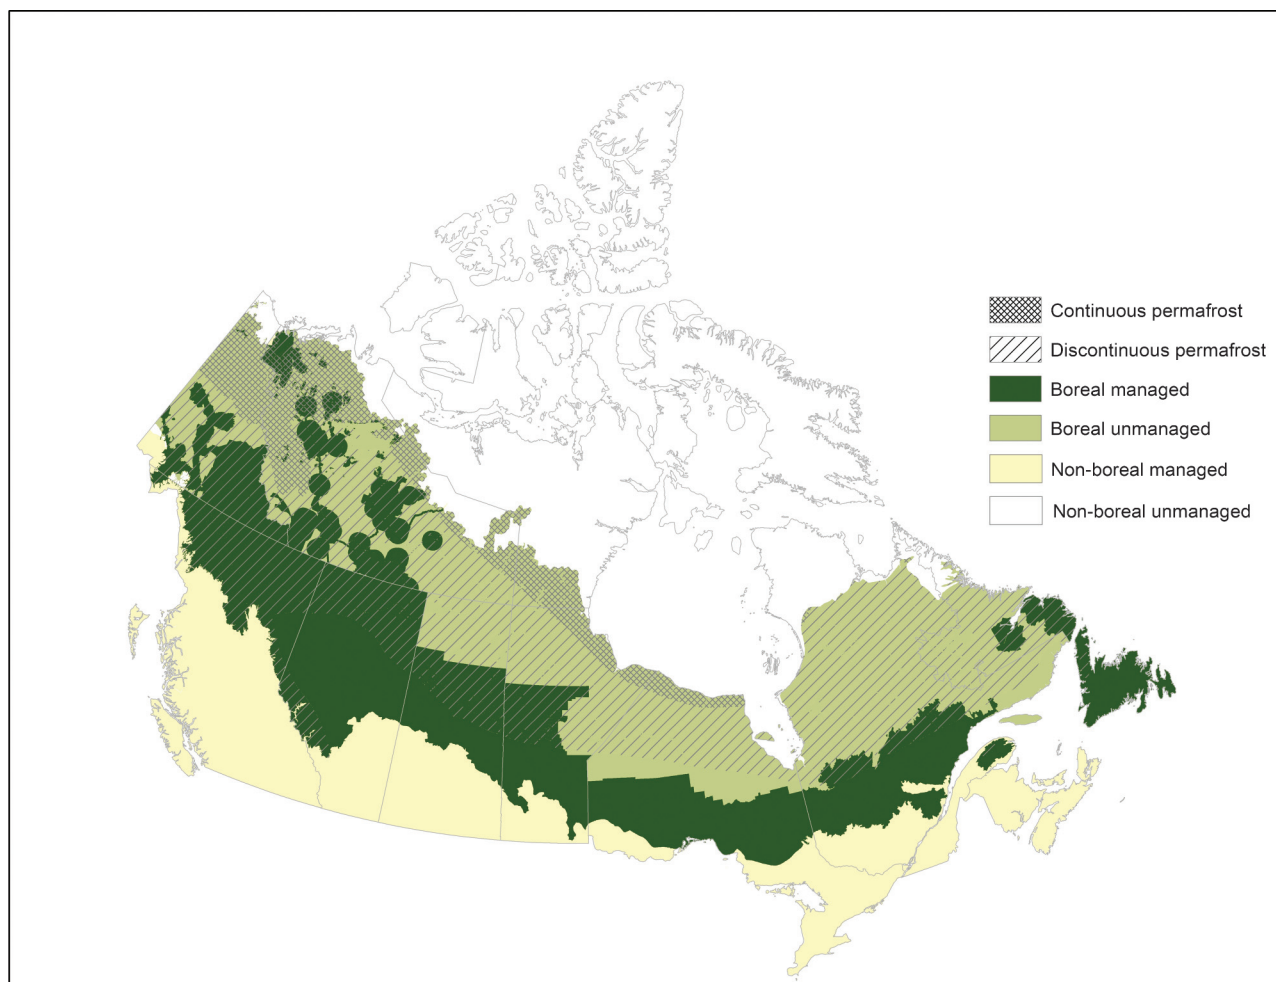 Continuous permafrost
Discontinuous permafrost
Boreal managed
Boreal unmanaged
Non-boreal managed
Non-boreal unmanaged